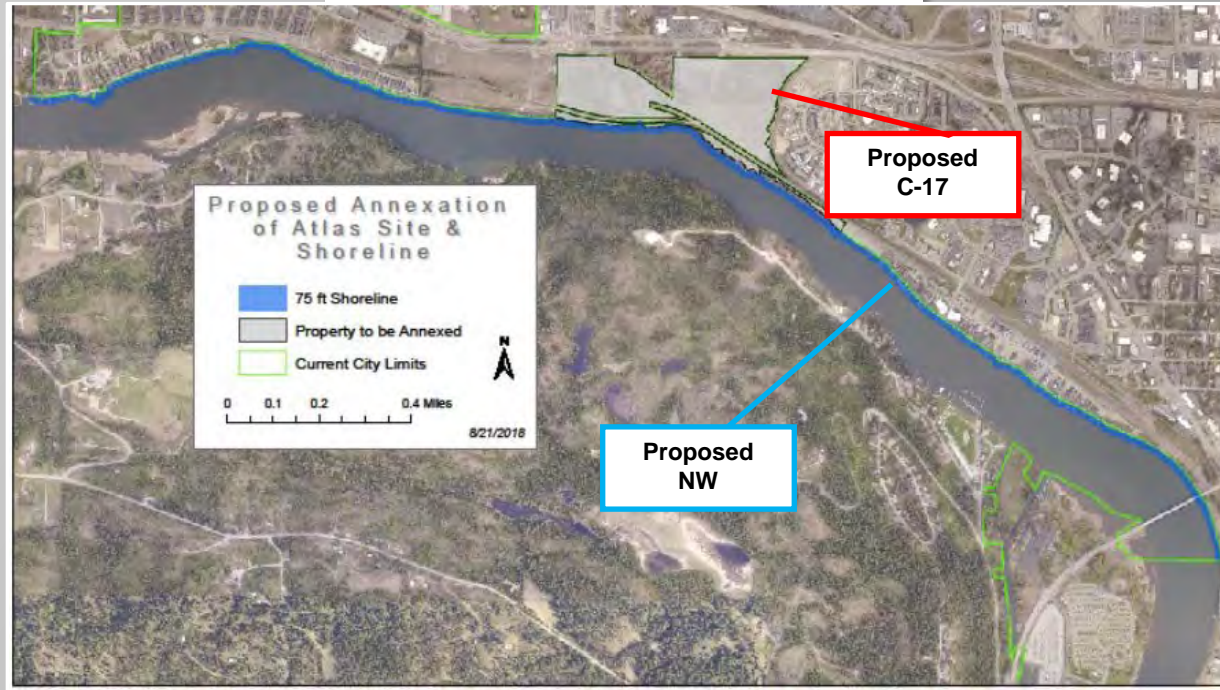 Proposed Annexation
of Atlas Site &
Shoreline
75 ft Shoreline
Property to be Annexed
Current City Limits
N
0 0.1 0.2 0.4 Miles
8/21/2018
Proposed
C-17
Proposed
NW